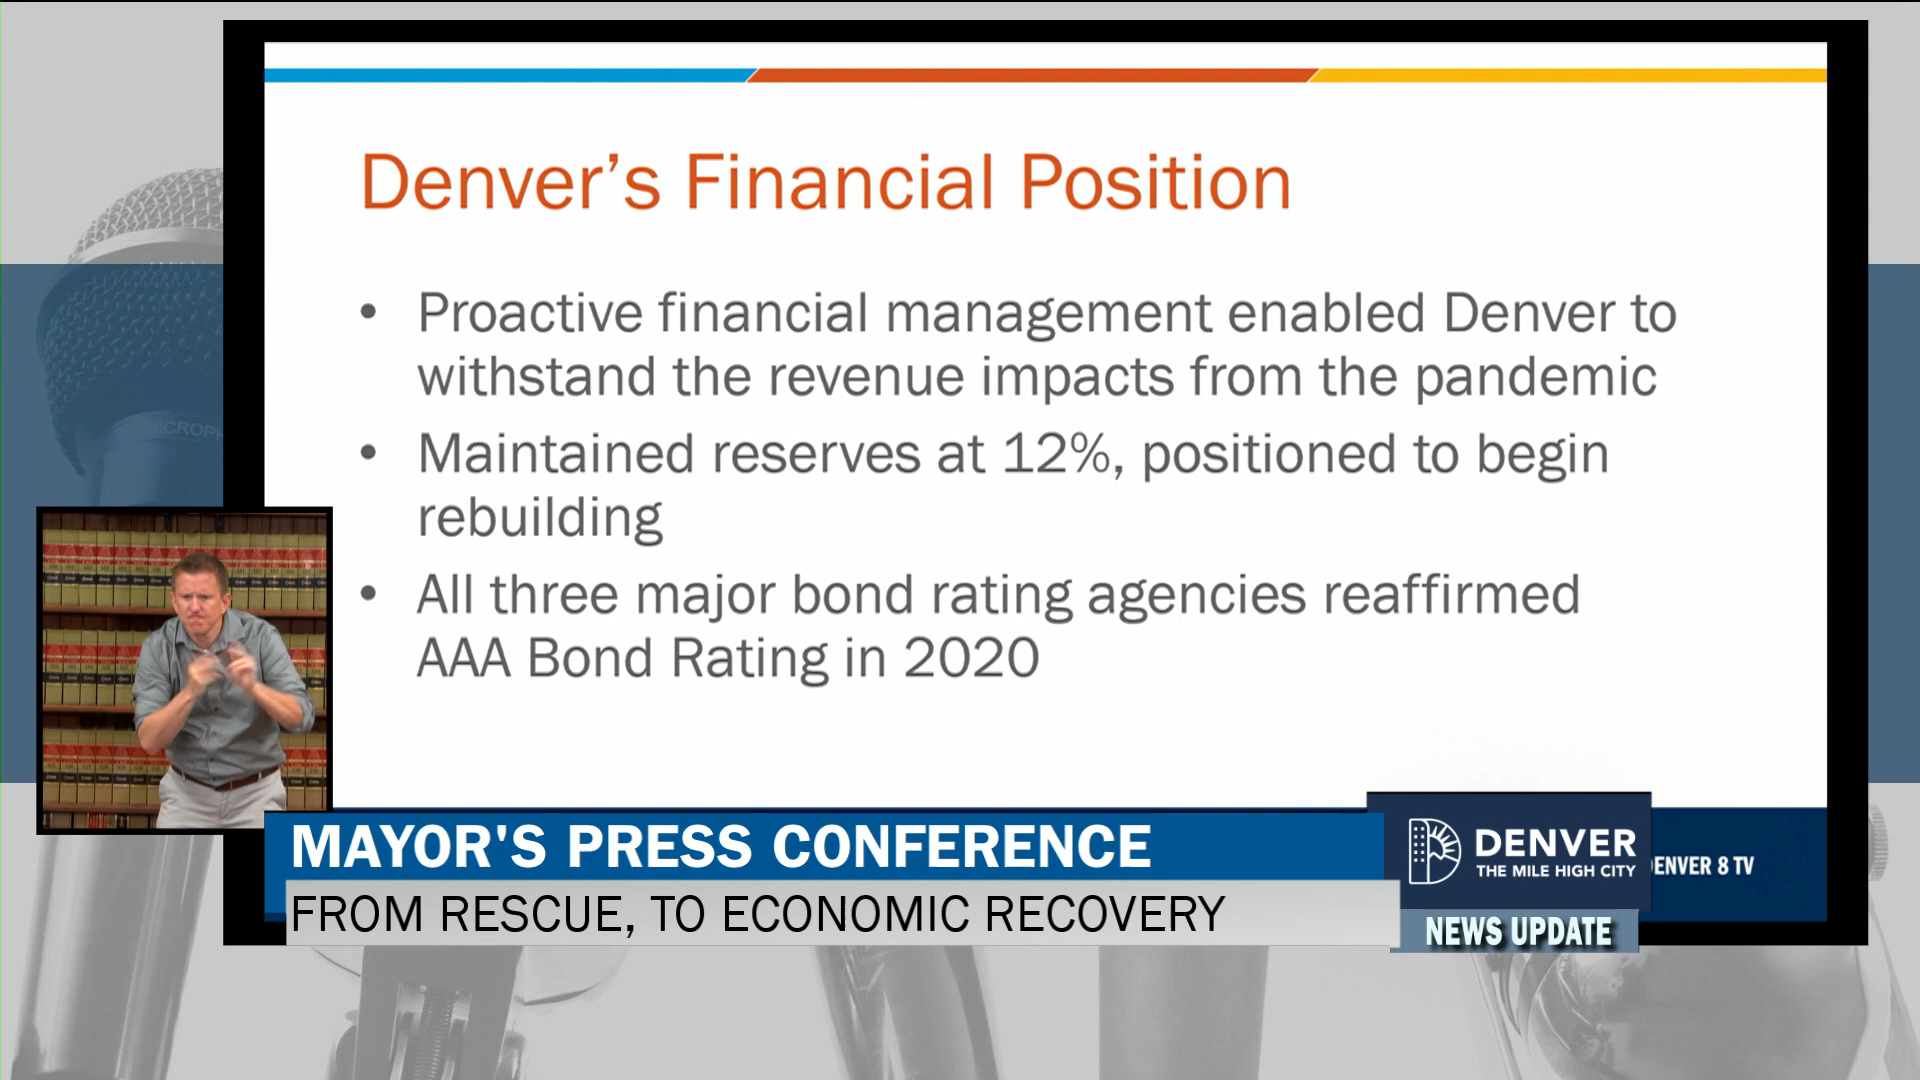 Denver’s Financial Position
• Proactive financial management enabled Denver to
withstand the revenue impacts from the pandemic
• Maintained reserves at 12%, positioned to begin
rebuilding
• All three major bond rating agencies reaffirmed
AAA Bond Rating in 2020
MAYOR'S PRESS CONFERENCE
FROM RESCUE, TO ECONOMIC RECOVERY
DENVER
THE MILE HIGH CITY
DENVER 8 TV
NEWS UPDATE